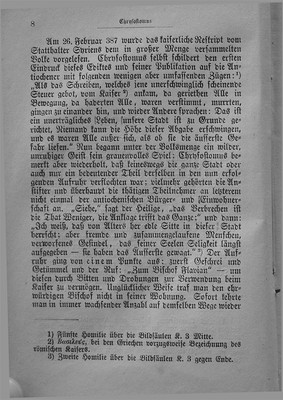 8
Chrysostomus
Am 26. Februar 387 wurde das kaiserliche Reskript vom
Statthalter Syriens dem in großer Menge versammelten
Volke vorgelesen. Chrysostomus selbst schildert den ersten
Eindruck dieses Ediktes und seiner Publikation auf die An-
tiochener mit folgenden wenigen aber umfassenden Zügen: ¹)
„Als das Schreiben, welches jene unerschwinglich scheinende
Steuer gebot, vom Kaiser ²) ankam, da gerieten Alle in
Bewegung, da haderten Alle, waren verstimmt, murrten,
gingen zu einander hin, und wieder Andere sprachen: Das ist
ein unerträgliches Leben, unsere Stadt ist zu Grunde ge-
richtet, Niemand kann die Höhe dieser Abgabe erschwingen,
und es waren Alle außer sich, als ob sie die äußerste Ge-
fahr liefen.“ Nun begann unter der Volksmenge ein wilder,
unruhiger Geist sein grauenvolles Spiel; Chrysostomus be-
merkt aber wiederholt, daß keineswegs die ganze Stadt oder
auch nur ein bedeutender Theil derselben in den nun erfol-
genden Aufruhr verflochten war; vielmehr gehörten die An-
stifter und überhaupt die thätigen Theilnehmer an letzterem
nicht einmal der antiochenischen Bürger- und Einwohner-
schaft an. „Siehe,“ sagt der Heilige, „das Verbrechen ist
die That Weniger, die Anklage trifft das Ganze;“ und dann:
„Ich weiß, daß von Alters der üble Sitte in dieser Stadt
herrscht; aber fremde und zusammengelaufene Menschen,
verworfenes Gesindel, das seiner Seelen Seligkeit längst
aufgegeben — sie haben das Äußerste gewagt.“ ³) Der Auf-
ruhr ging von einem Punkte aus; zuerst Geschrei und
Getümmel und der Ruf: „Zum Bischof Flavian“ — um
diesen durch Bitten und Drohungen zur Verwendung beim
Kaiser zu vermögen. Unglücklicher Weise traf man den ehr-
würdigen Bischof nicht in seiner Wohnung. Sofort kehrte
man in immer wachsender Anzahl auf demselben Wege wieder
1) Fünfte Homilie über die Bildsäulen K. 3 Mitte.
2) Βασιλεύς, bei den Griechen vorzugsweise Bezeichnung des
römischen Kaisers.
3) Zweite Homilie über die Bildsäulen K. 3 gegen Ende.